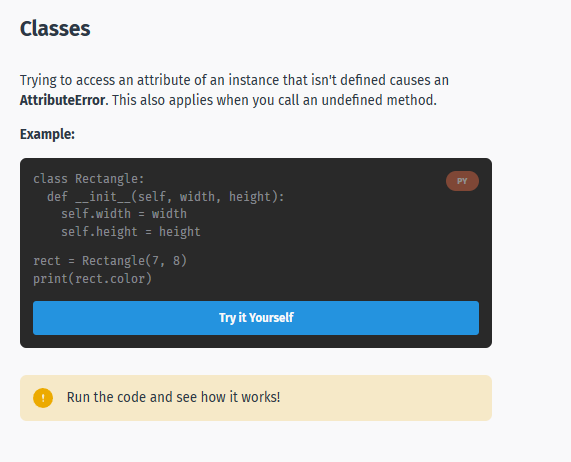 Classes
Trying to access an attribute of an instance that isn't defined causes an
AttributeError. This also applies when you call an undefined method.
Example:
PY
class Rectangle:
  def __init__(self, width, height):
    self.width = width
    self.height = height
rect = Rectangle(7, 8)
print(rect.color)
Try it Yourself
! Run the code and see how it works!